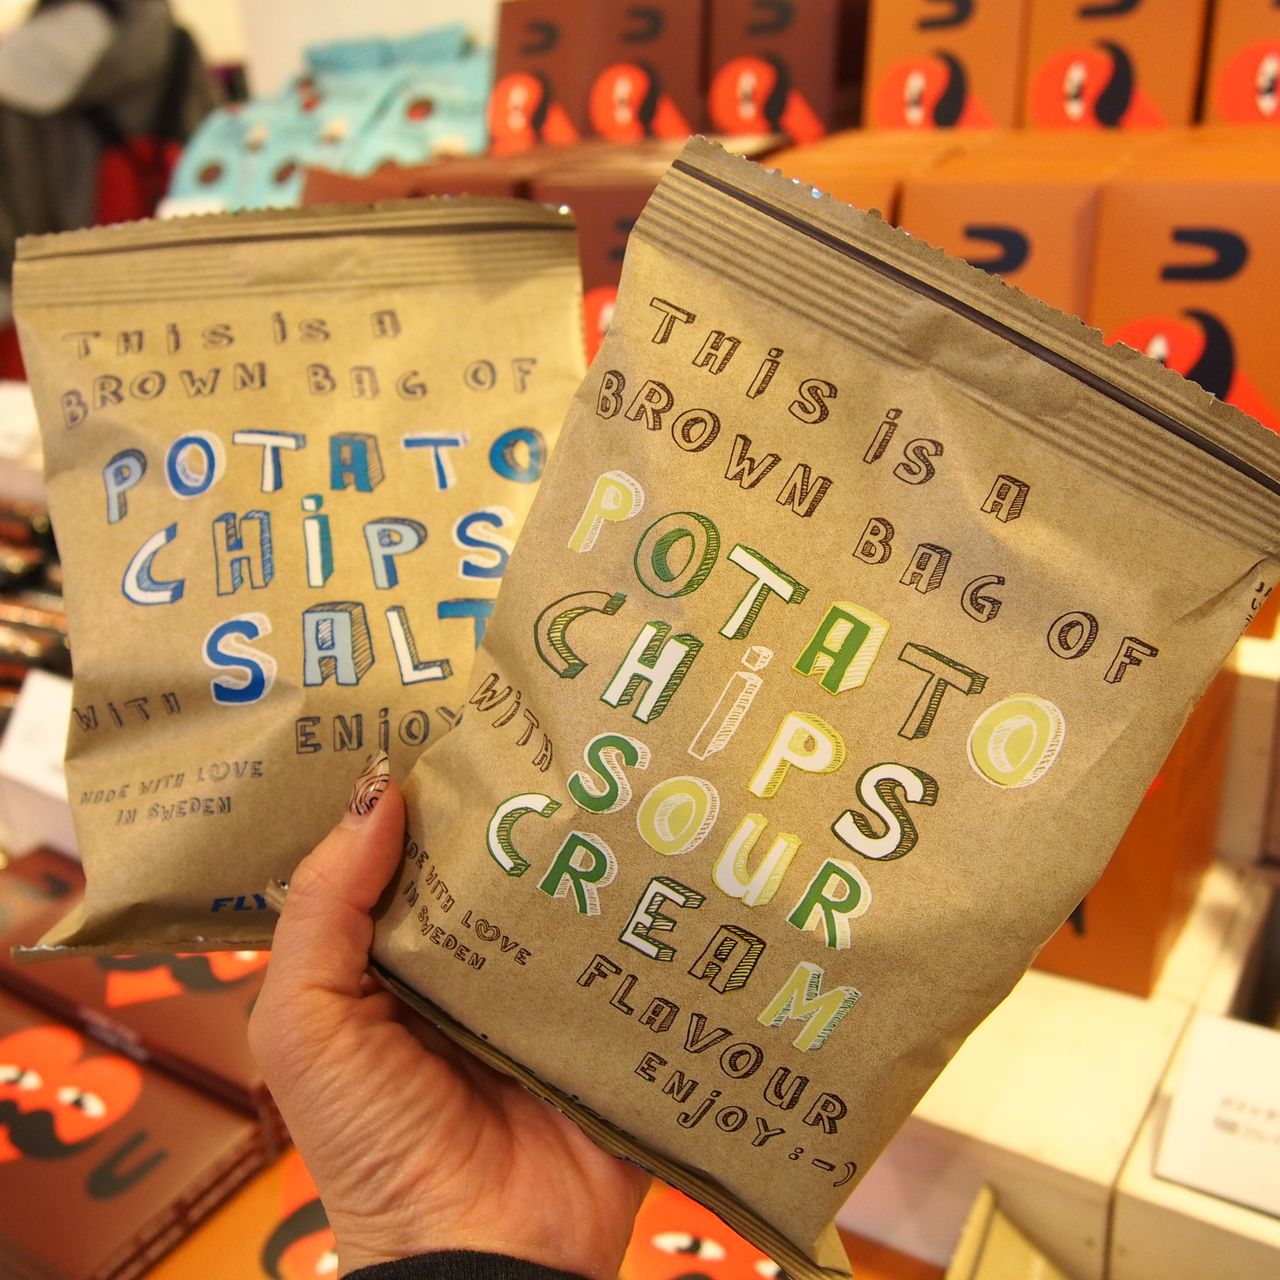 THiS iS A
BROWN BAG OF
POTATO
CHiPS
WITH SALT
ENjOY
MADE WITH LOVE
IN SWEDEN
FLY
THiS iS A
BROWN BAG OF
POTATO
CHiPS
WiTH SOUR
CREAM
FLAVOUR
ENjOY :-)
MADE WITH LOVE
IN SWEDEN